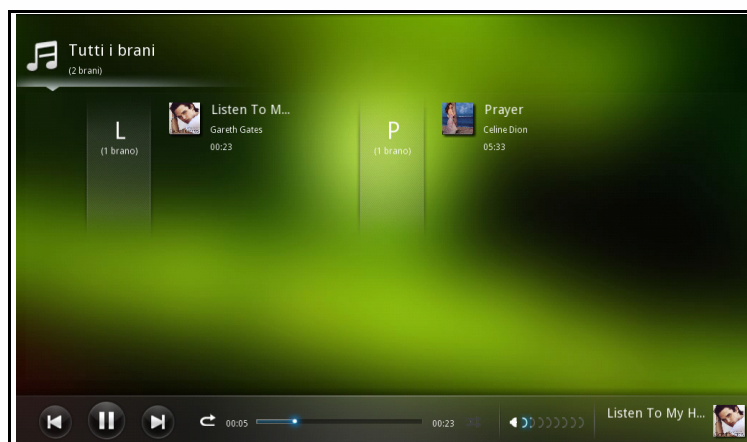 Tutti i brani
(2 brani)
L
(1 brano)
Listen To M...
Gareth Gates
00:23
P
(1 brano)
Prayer
Celine Dion
05:33
00:05
00:23
Listen To My H...